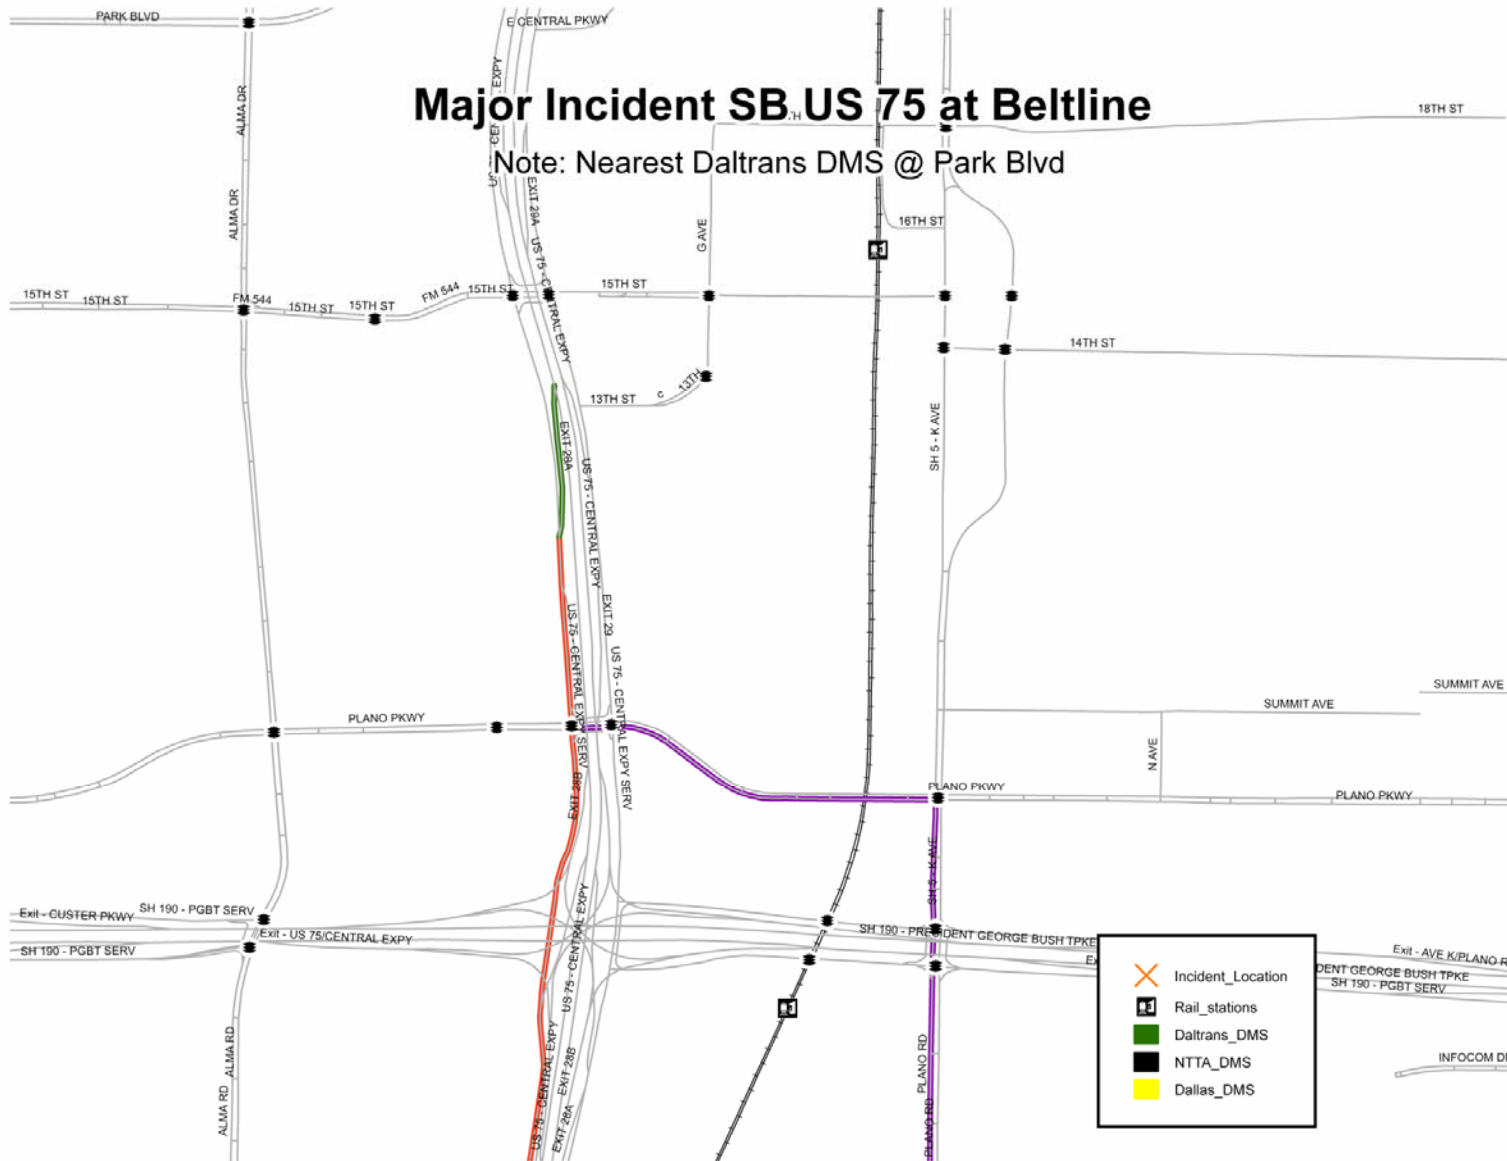 PARK BLVD
E CENTRAL PKWY
Major Incident SB US 75 at Beltline
Note: Nearest Daltrans DMS @ Park Blvd
18TH ST
ALMA DR
ALMA DR
EXIT 29A
US 75 - CENTRAL EXPY
G AVE
16TH ST
15TH ST
15TH ST
FM 544
15TH ST
15TH ST
FM 544
15TH ST
15TH ST
14TH ST
13TH ST
c
13TH
SH 5 - K AVE
EXIT 28A
US 75 - CENTRAL EXPY
EXIT 29
US 75 - CENTRAL EXPY SERV
US 75 - CENTRAL EXPY SERV
EXIT 28B
PLANO PKWY
SUMMIT AVE
SUMMIT AVE
N AVE
PLANO PKWY
PLANO PKWY
SH 5 - K AVE
Exit - CUSTER PKWY
SH 190 - PGBT SERV
Exit - US 75/CENTRAL EXPY
SH 190 - PGBT SERV
US 75 - CENTRAL EXPY
SH 190 - PRESIDENT GEORGE BUSH TPKE
Exit - AVE K/PLANO R
DENT GEORGE BUSH TPKE
SH 190 - PGBT SERV
ALMA RD
ALMA RD
US 75 - CENTRAL EXPY
EXIT 28B
EXIT 28A
PLANO RD
PLANO RD
INFOCOM D
Incident_Location
Rail_stations
Daltrans_DMS
NTTA_DMS
Dallas_DMS